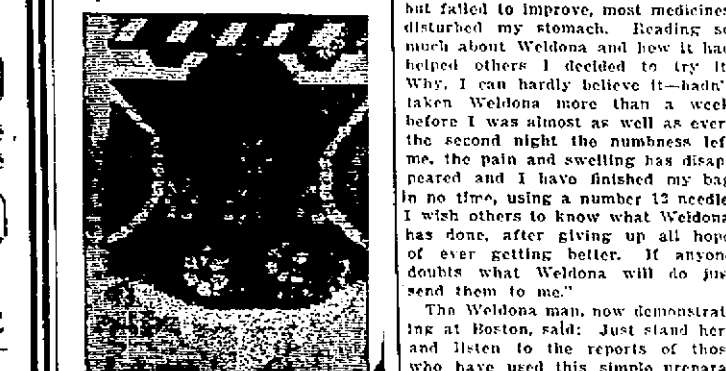 but failed to improve, most medicines
disturbed my stomach. Reading so
much about Weldona and how it had
helped others I decided to try it
Why, I can hardly believe it—hadn'
taken Weldona more than a week
before I was almost as well as ever
the second night the numbness lef
me, the pain and swelling has disap
peared and I have finished my bag
in no time, using a number 12 needle
I wish others to know what Weldona
has done, after giving up all hope
of ever getting better. If anyone
doubts what Weldona will do jus
send them to me."
The Weldona man, now demonstrat
ing at Boston, said: Just stand her
and listen to the reports of thos
who have used this simple prepara